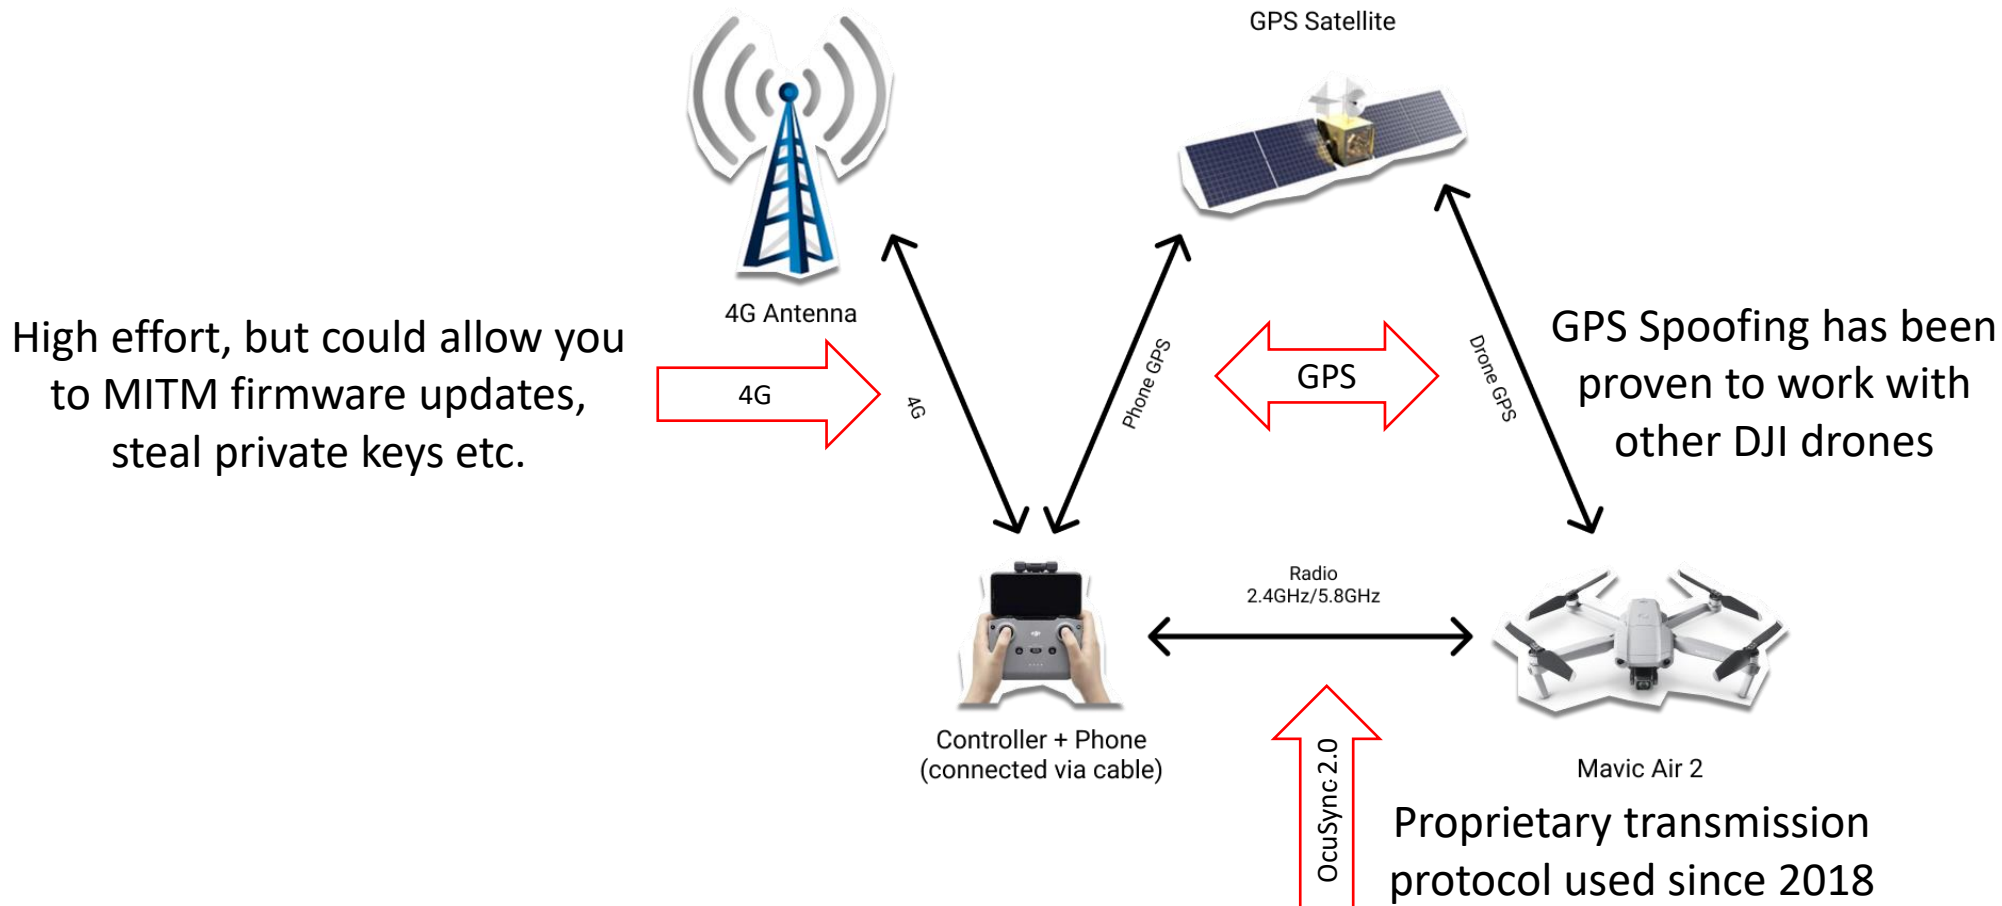 GPS Satellite
4G Antenna
High effort, but could allow you
to MITM firmware updates,
steal private keys etc.
4G
4G
Phone GPS
GPS
Drone GPS
GPS Spoofing has been
proven to work with
other DJI drones
Radio
2.4GHz/5.8GHz
Controller + Phone
(connected via cable)
OcuSync 2.0
Mavic Air 2
Proprietary transmission
protocol used since 2018